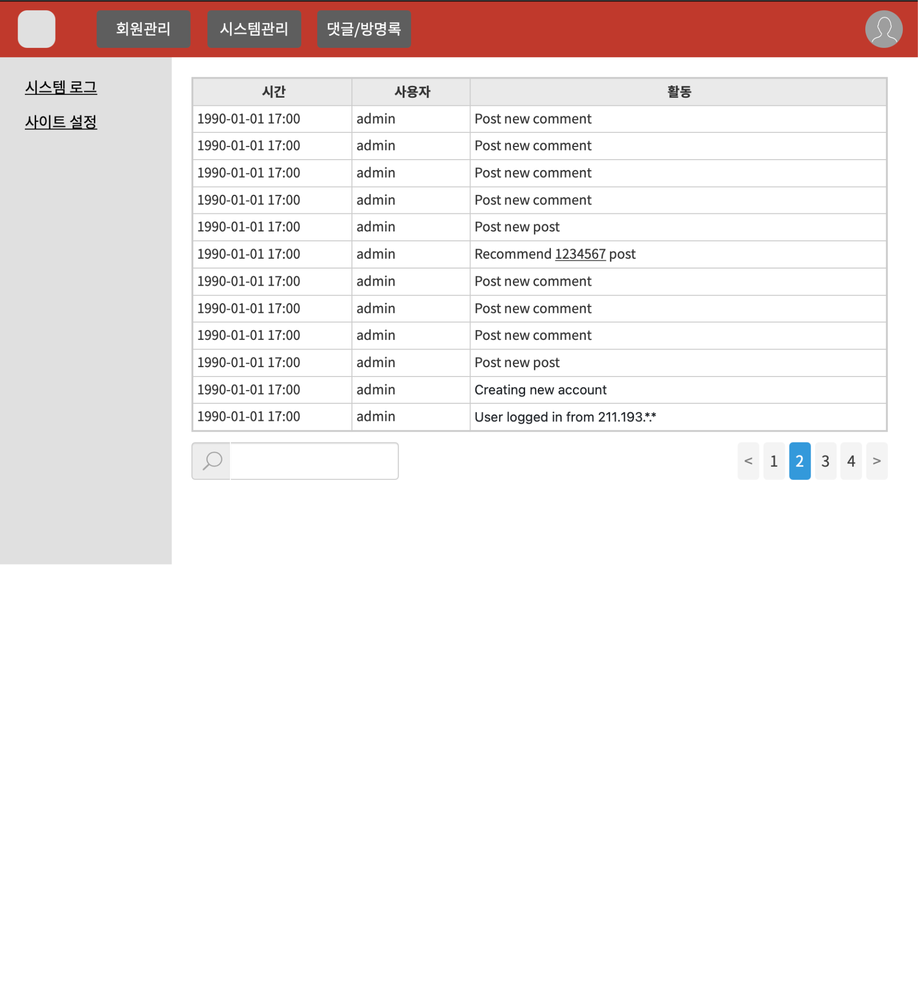 회원관리 시스템관리 댓글/방명록
시스템 로그
사이트 설정
시간 사용자 활동
1990-01-01 17:00 admin Post new comment
1990-01-01 17:00 admin Post new comment
1990-01-01 17:00 admin Post new comment
1990-01-01 17:00 admin Post new comment
1990-01-01 17:00 admin Post new post
1990-01-01 17:00 admin Recommend 1234567 post
1990-01-01 17:00 admin Post new comment
1990-01-01 17:00 admin Post new comment
1990-01-01 17:00 admin Post new comment
1990-01-01 17:00 admin Post new post
1990-01-01 17:00 admin Creating new account
1990-01-01 17:00 admin User logged in from 211.193.*.*
< 1 2 3 4 >